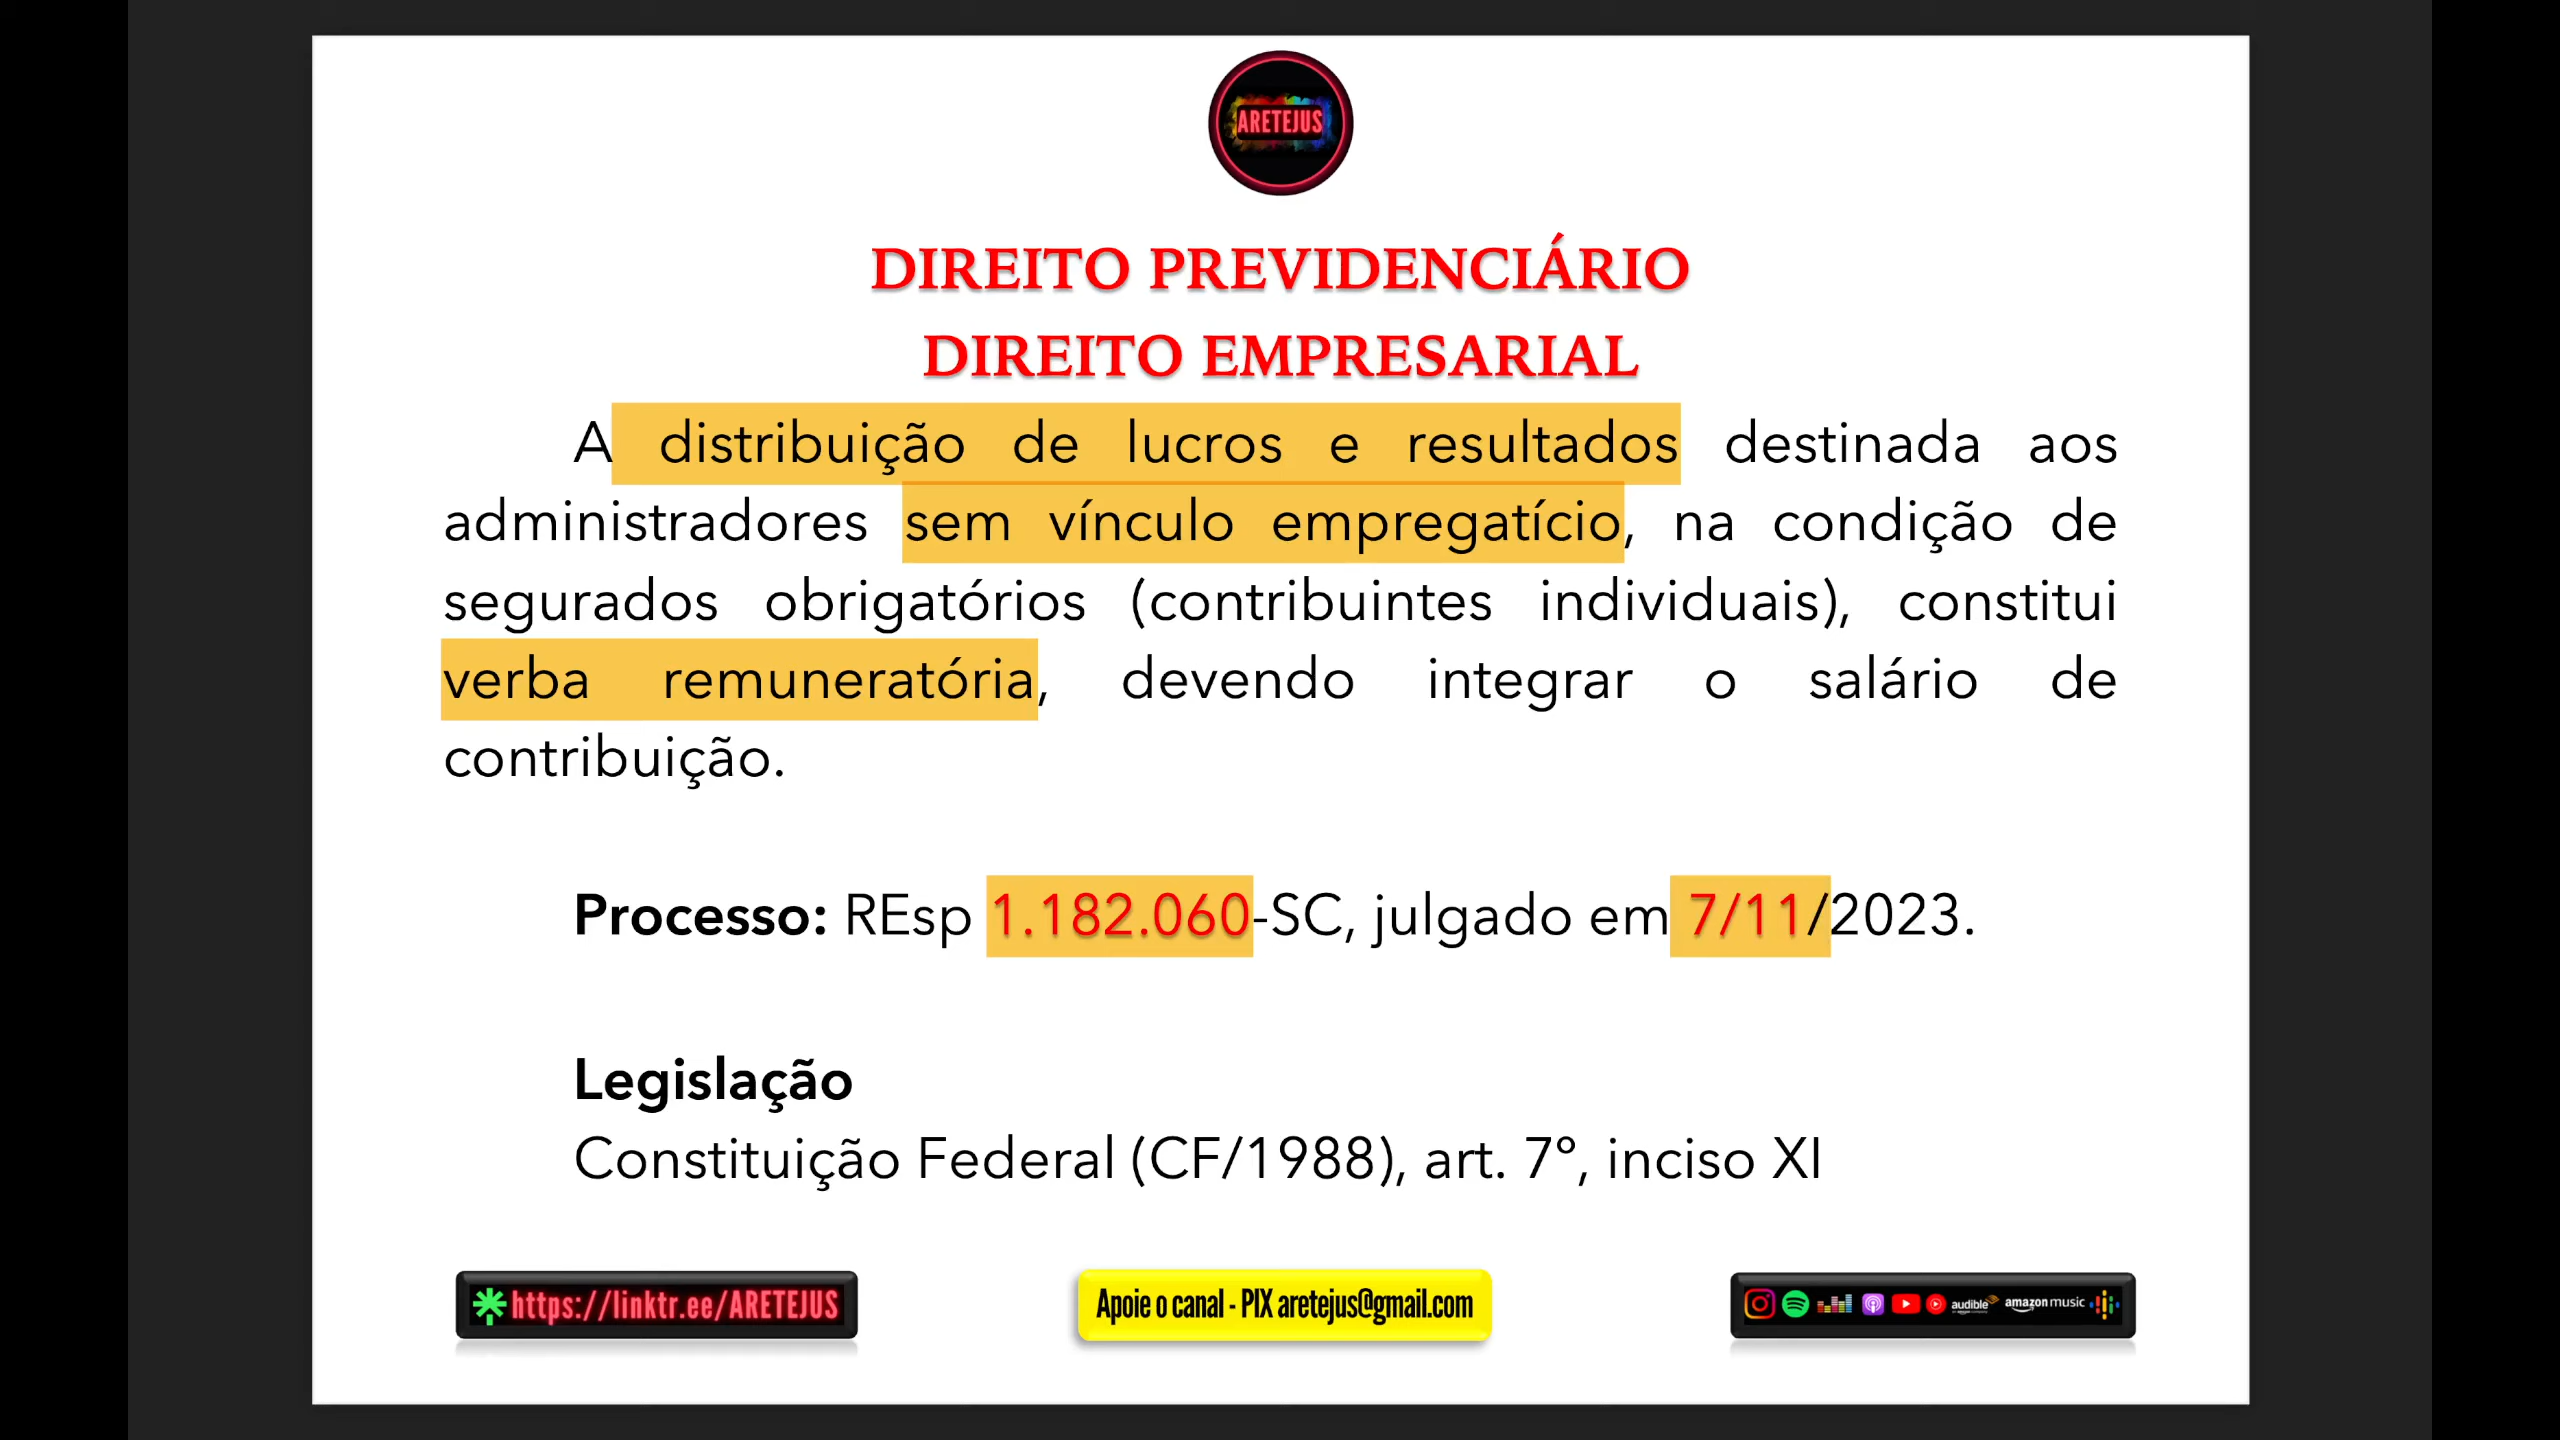 ARETEJUS
DIREITO PREVIDENCIÁRIO
DIREITO EMPRESARIAL
A distribuição de lucros e resultados destinada aos
administradores sem vínculo empregatício, na condição de
segurados obrigatórios (contribuintes individuais), constitui
verba remuneratória, devendo integrar o salário de
contribuição.
Processo: REsp 1.182.060-SC, julgado em 7/11/2023.
Legislação
Constituição Federal (CF/1988), art. 7º, inciso XI
https://linktr.ee/ARETEJUS
Apoie o canal - PIX aretejus@gmail.com
audible amazon music